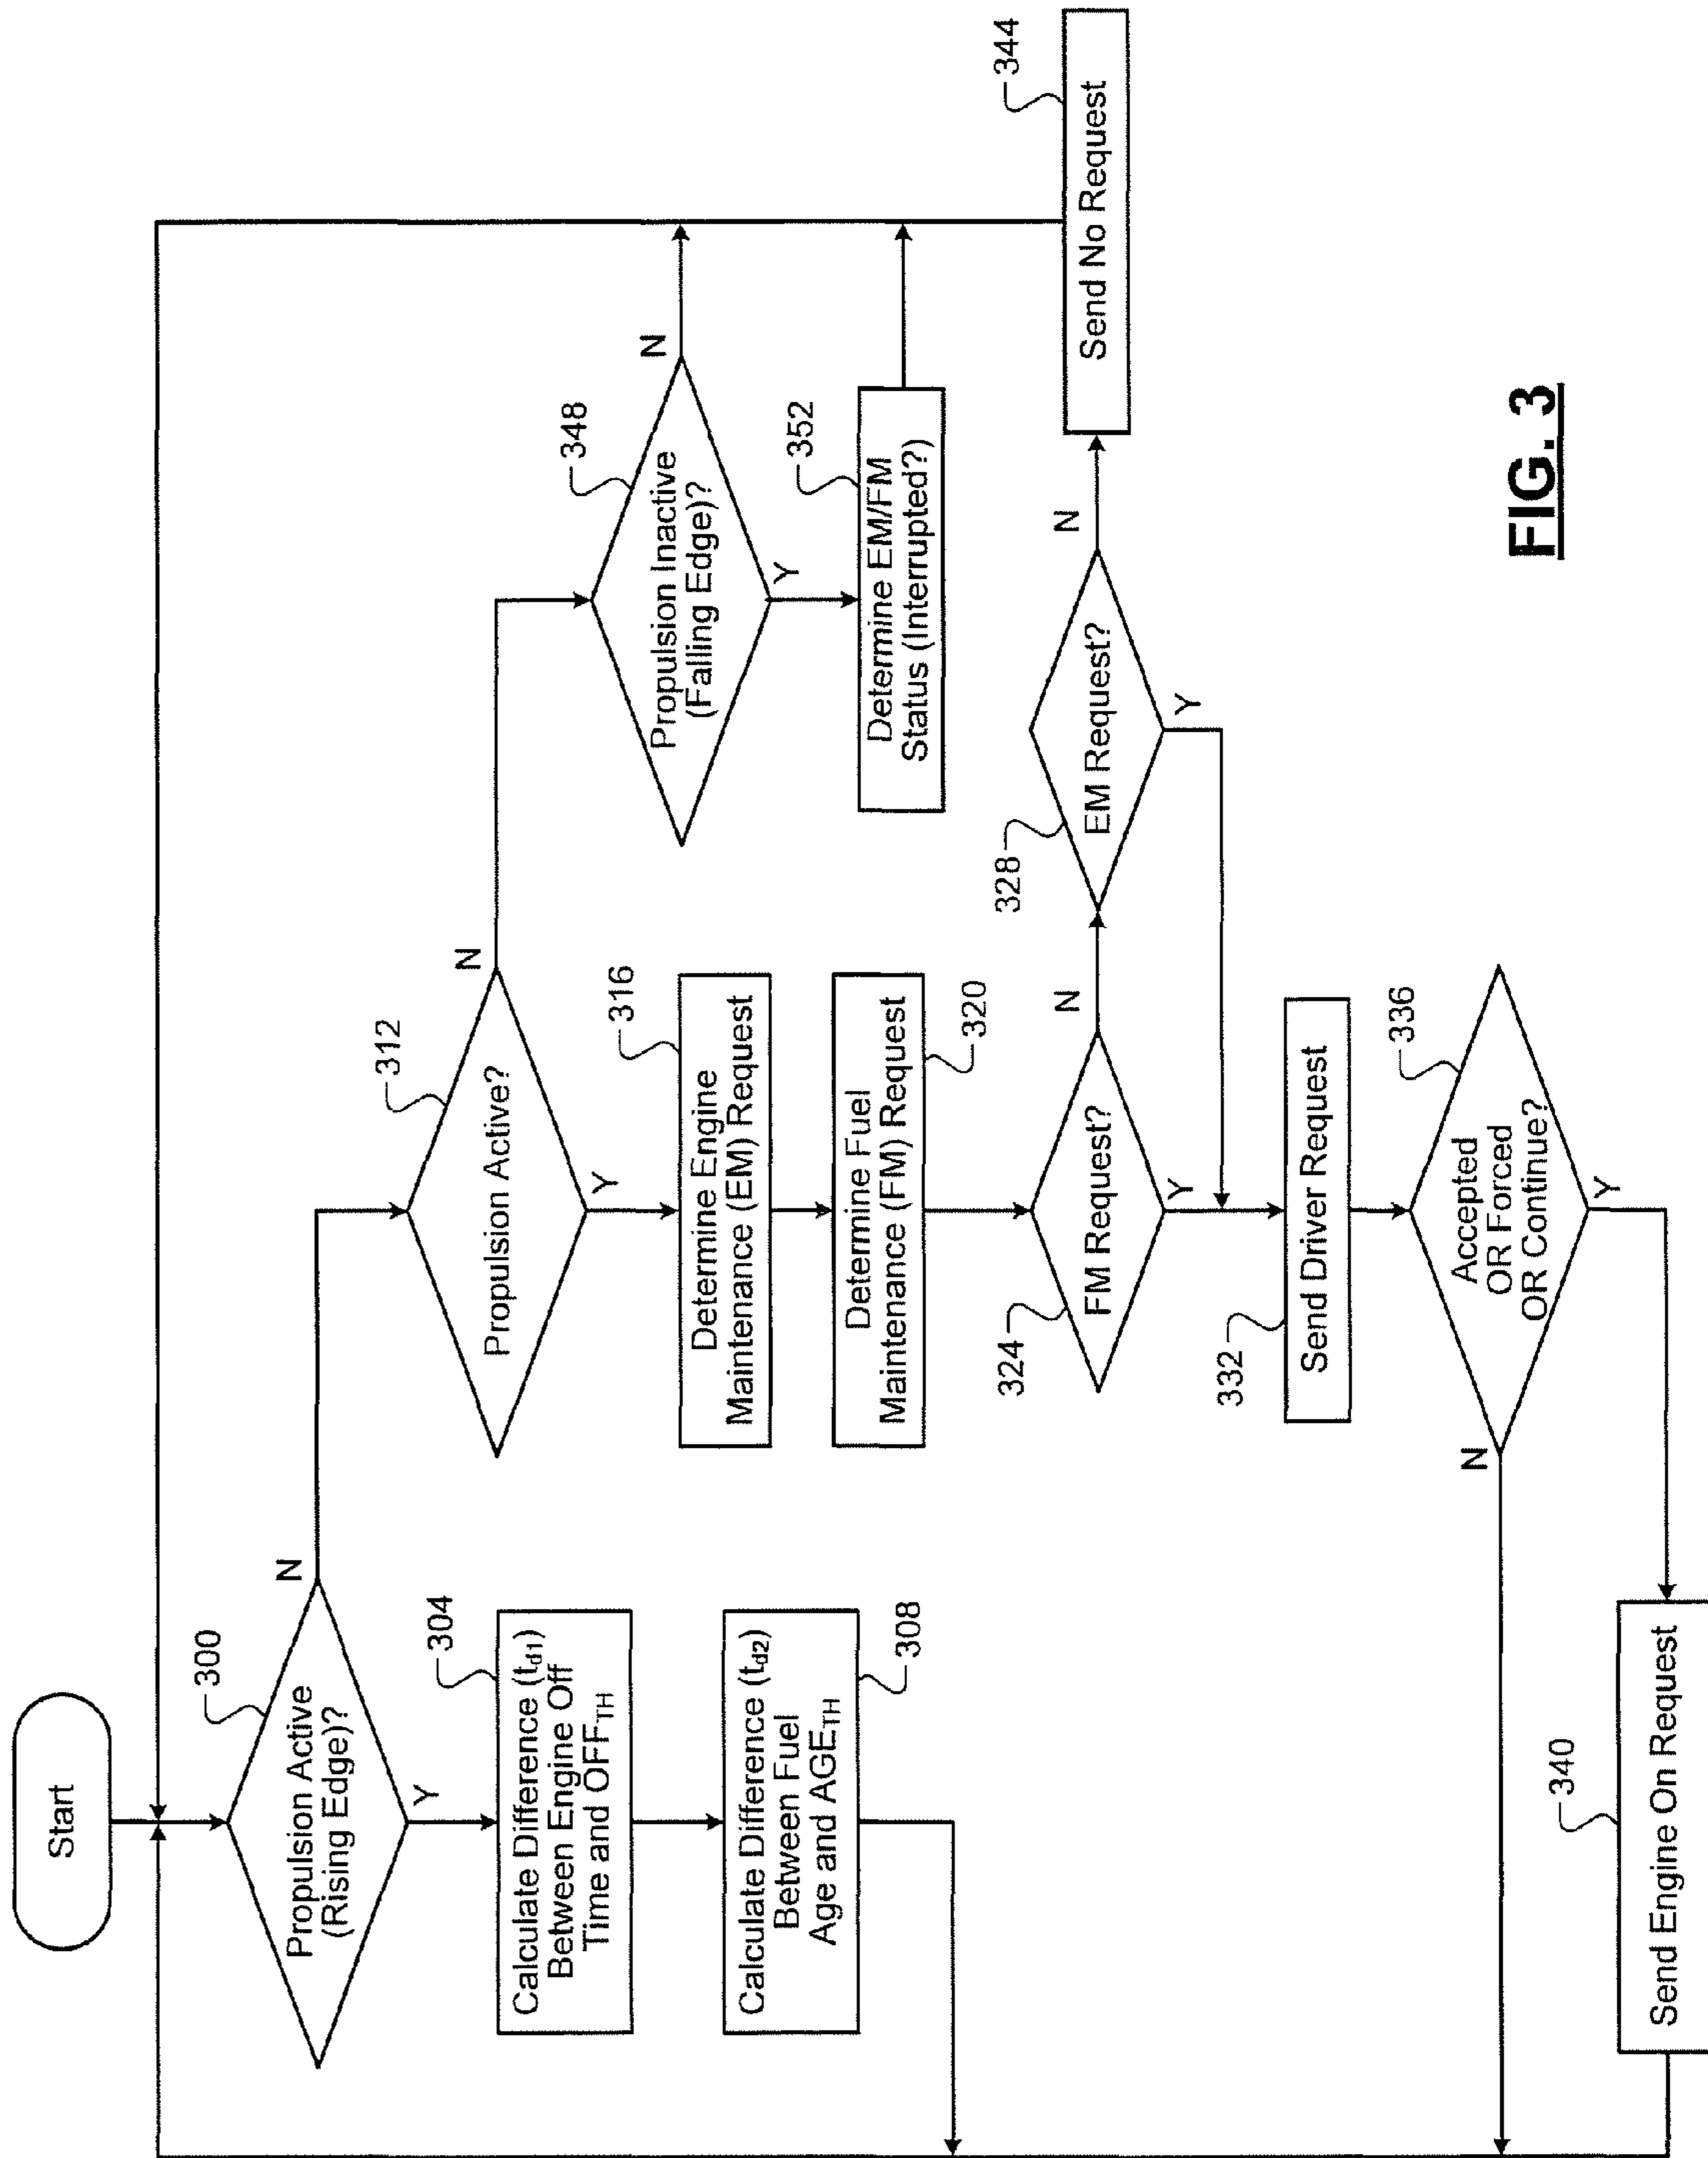 Start
300
Propulsion Active
(Rising Edge)?
N
Y
304
Calculate Difference (td1)
Between Engine Off
Time and OFFTH
308
Calculate Difference (td2)
Between Fuel
Age and AGETH
312
Propulsion Active?
N
Y
316
Determine Engine
Maintenance (EM) Request
320
Determine Fuel
Maintenance (FM) Request
324
FM Request?
N
Y
328
EM Request?
N
Y
332
Send Driver Request
336
Accepted
OR Forced
OR Continue?
N
Y
340
Send Engine On Request
344
Send No Request
348
Propulsion Inactive
(Falling Edge)?
N
Y
352
Determine EM/FM
Status (Interrupted?)
FIG. 3